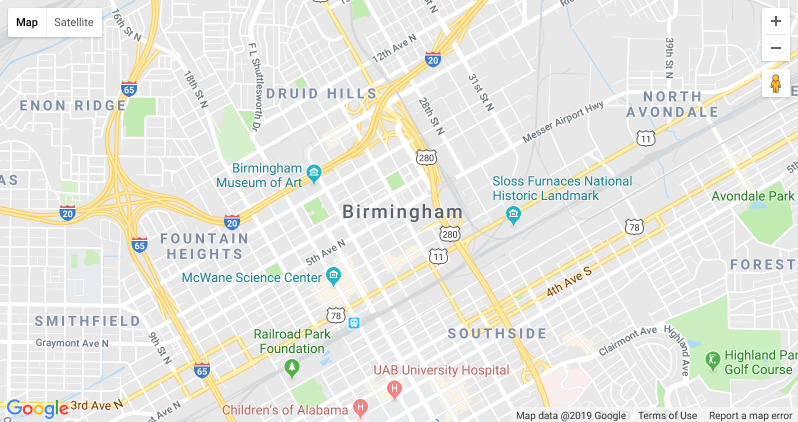 Map Satellite
16th St N
18th St N
F L Shuttlesworth Dr
12th Ave N
20
31st St N
28th St N
39th St N
65
ENON RIDGE
DRUID HILLS
NORTH
AVONDALE
Messer Airport Hwy
11
280
Birmingham
Museum of Art
Sloss Furnaces National
Historic Landmark
Avondale Park
AS
20
20
Birmingham
78
280
65
FOUNTAIN
HEIGHTS
5th Ave N
11
FOREST
McWane Science Center
4th Ave S
78
SMITHFIELD
9th St N
Graymont Ave N
Railroad Park
Foundation
SOUTHSIDE
Clairmont Ave
Highland Ave
Highland Par
Golf Course
65
UAB University Hospital
H
3rd Ave N
Children's of Alabama
H
Google
Map data @2019 Google Terms of Use Report a map error